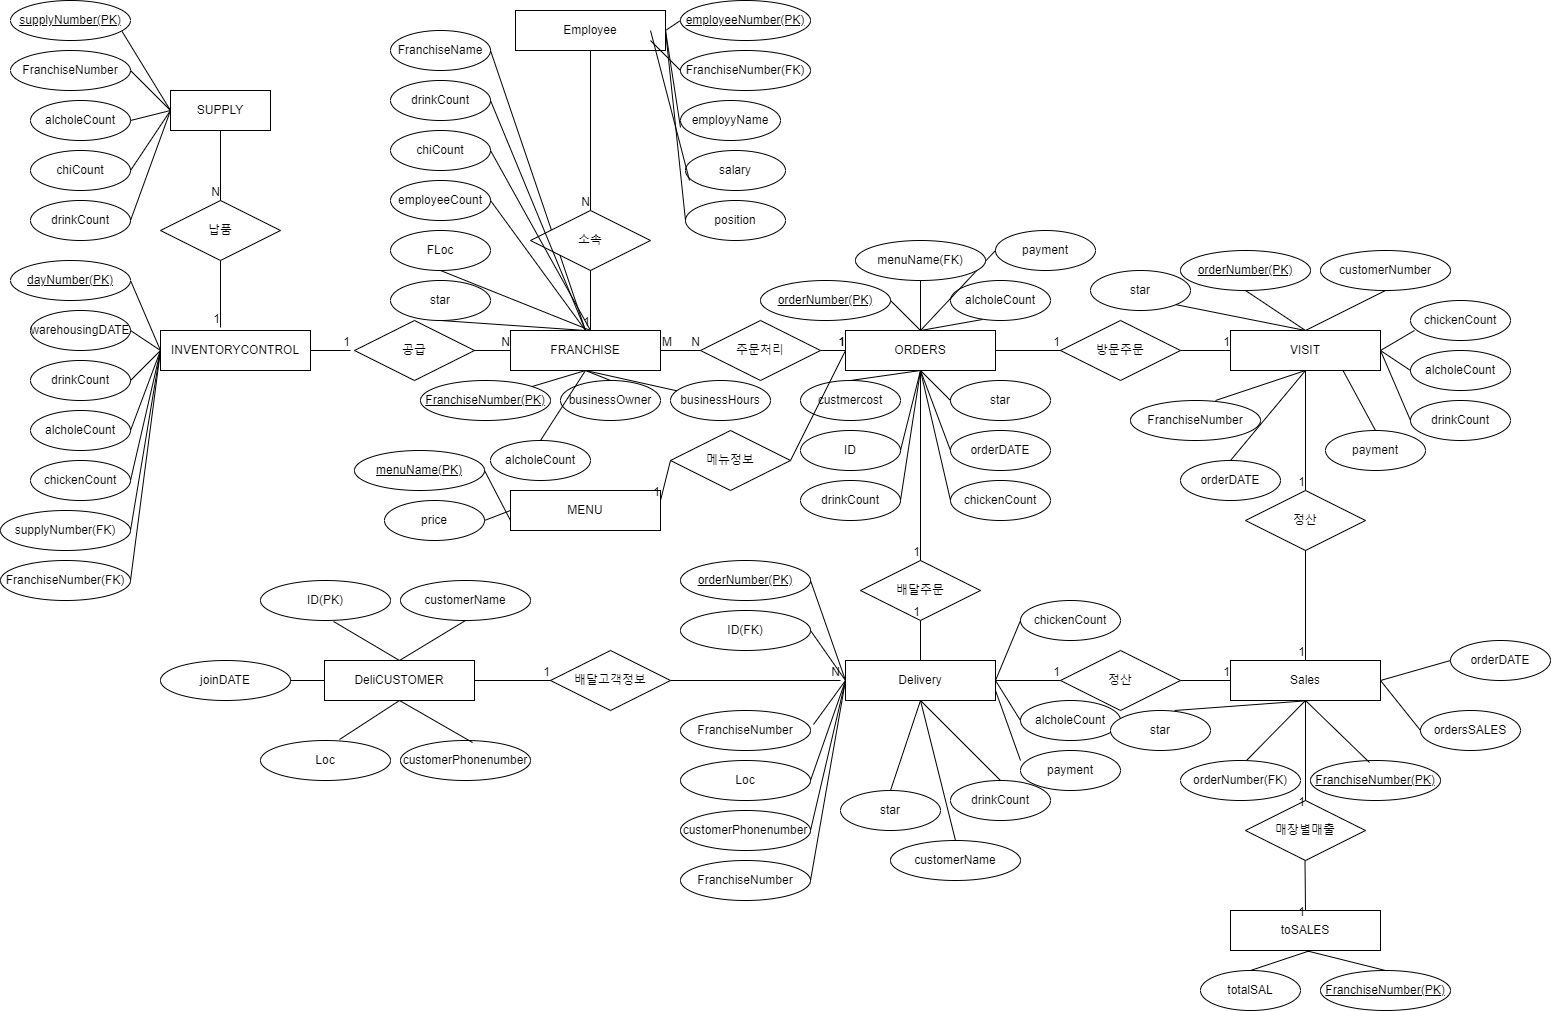 supplyNumber(PK)
FranchiseNumber
alcholeCount
chiCount
drinkCount
SUPPLY
N
납품
1
dayNumber(PK)
warehousingDATE
drinkCount
alcholeCount
chickenCount
supplyNumber(FK)
FranchiseNumber(FK)
INVENTORYCONTROL
1
공급
N
FranchiseName
drinkCount
chiCount
employeeCount
FLoc
star
FRANCHISE
FranchiseNumber(PK)
businessOwner
businessHours
alcholeCount
Employee
employeeNumber(PK)
FranchiseNumber(FK)
employyName
salary
position
N
소속
1
M
N
주문처리
1
menuName(FK)
payment
orderNumber(PK)
alcholeCount
ORDERS
custmercost
star
ID
orderDATE
drinkCount
chickenCount
1
메뉴정보
1
menuName(PK)
price
MENU
1
방문주문
1
star
orderNumber(PK)
customerNumber
chickenCount
VISIT
alcholeCount
drinkCount
FranchiseNumber
payment
orderDATE
1
정산
1
1
배달주문
1
ID(PK)
customerName
joinDATE
DeliCUSTOMER
Loc
customerPhonenumber
1
배달고객정보
N
orderNumber(PK)
ID(FK)
Delivery
FranchiseNumber
Loc
customerPhonenumber
FranchiseNumber
chickenCount
alcholeCount
payment
star
drinkCount
customerName
1
정산
1
Sales
orderDATE
ordersSALES
star
orderNumber(FK)
FranchiseNumber(PK)
1
매장별매출
1
toSALES
totalSAL
FranchiseNumber(PK)